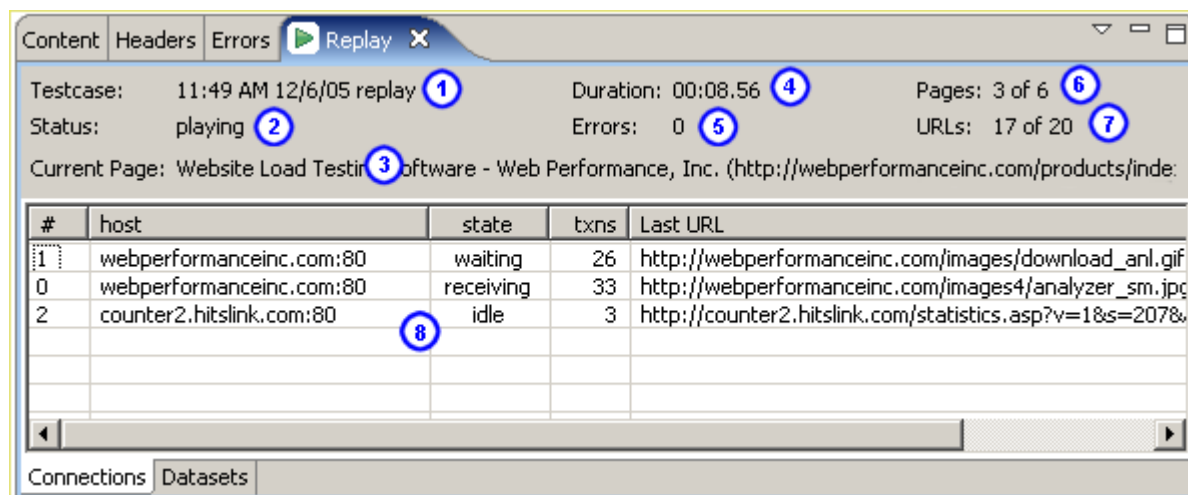 Content Headers Errors Replay
Testcase: 11:49 AM 12/6/05 replay 1 Duration: 00:08.56 4 Pages: 3 of 6 6
Status: playing 2 Errors: 0 5 URLs: 17 of 20 7
Current Page: Website Load Testin 3 oftware - Web Performance, Inc. (http://webperformanceinc.com/products/inde
# host state txns Last URL
1 webperformanceinc.com:80 waiting 26 http://webperformanceinc.com/images/download_anl.gif
0 webperformanceinc.com:80 receiving 33 http://webperformanceinc.com/images4/analyzer_sm.jpg
2 counter2.hitslink.com:80 idle 3 http://counter2.hitslink.com/statistics.asp?v=1&s=207&
8
Connections Datasets